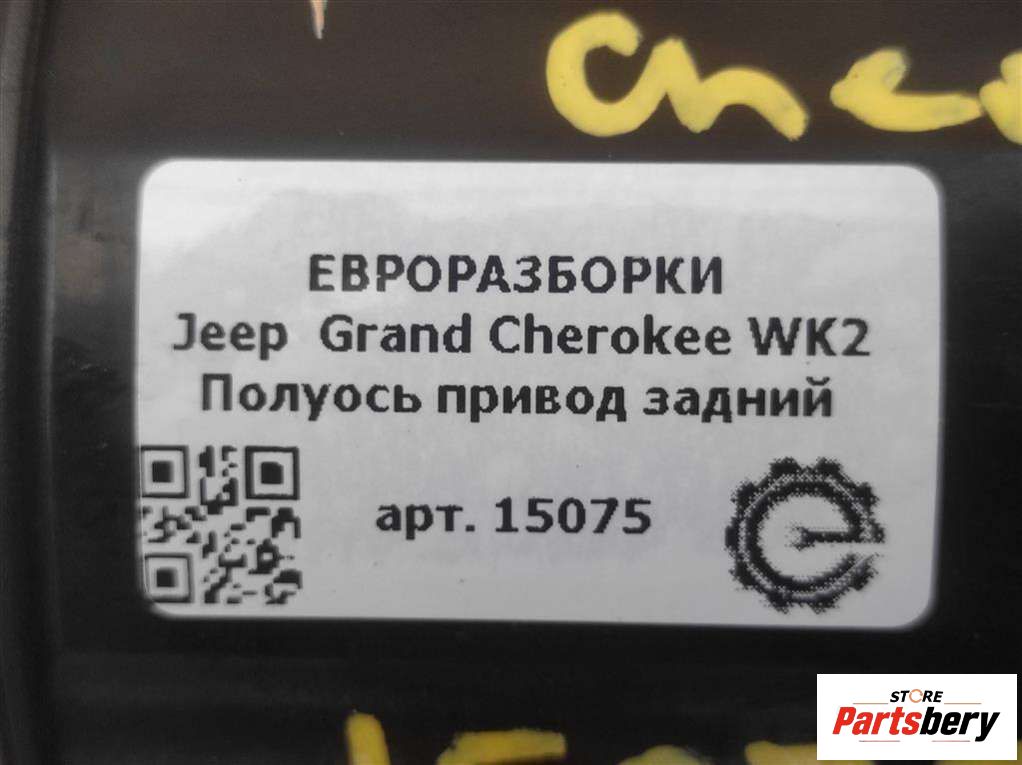 ЕВРОРАЗБОРКИ
Jeep Grand Cherokee WK2
Полуось привод задний
арт. 15075
STORE
Partsbery